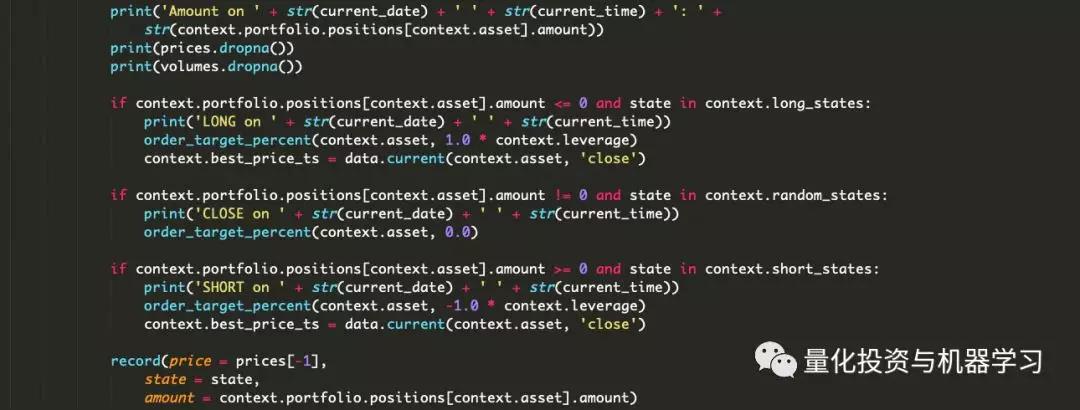 print('Amount on ' + str(current_date) + ' ' + str(current_time) + ': ' +
str(context.portfolio.positions[context.asset].amount))
print(prices.dropna())
print(volumes.dropna())
if context.portfolio.positions[context.asset].amount <= 0 and state in context.long_states:
print('LONG on ' + str(current_date) + ' ' + str(current_time))
order_target_percent(context.asset, 1.0 * context.leverage)
context.best_price_ts = data.current(context.asset, 'close')
if context.portfolio.positions[context.asset].amount != 0 and state in context.random_states:
print('CLOSE on ' + str(current_date) + ' ' + str(current_time))
order_target_percent(context.asset, 0.0)
if context.portfolio.positions[context.asset].amount >= 0 and state in context.short_states:
print('SHORT on ' + str(current_date) + ' ' + str(current_time))
order_target_percent(context.asset, -1.0 * context.leverage)
context.best_price_ts = data.current(context.asset, 'close')
record(price = prices[-1],
state = state,
amount = context.portfolio.positions[context.asset].amount)
量化投资与机器学习